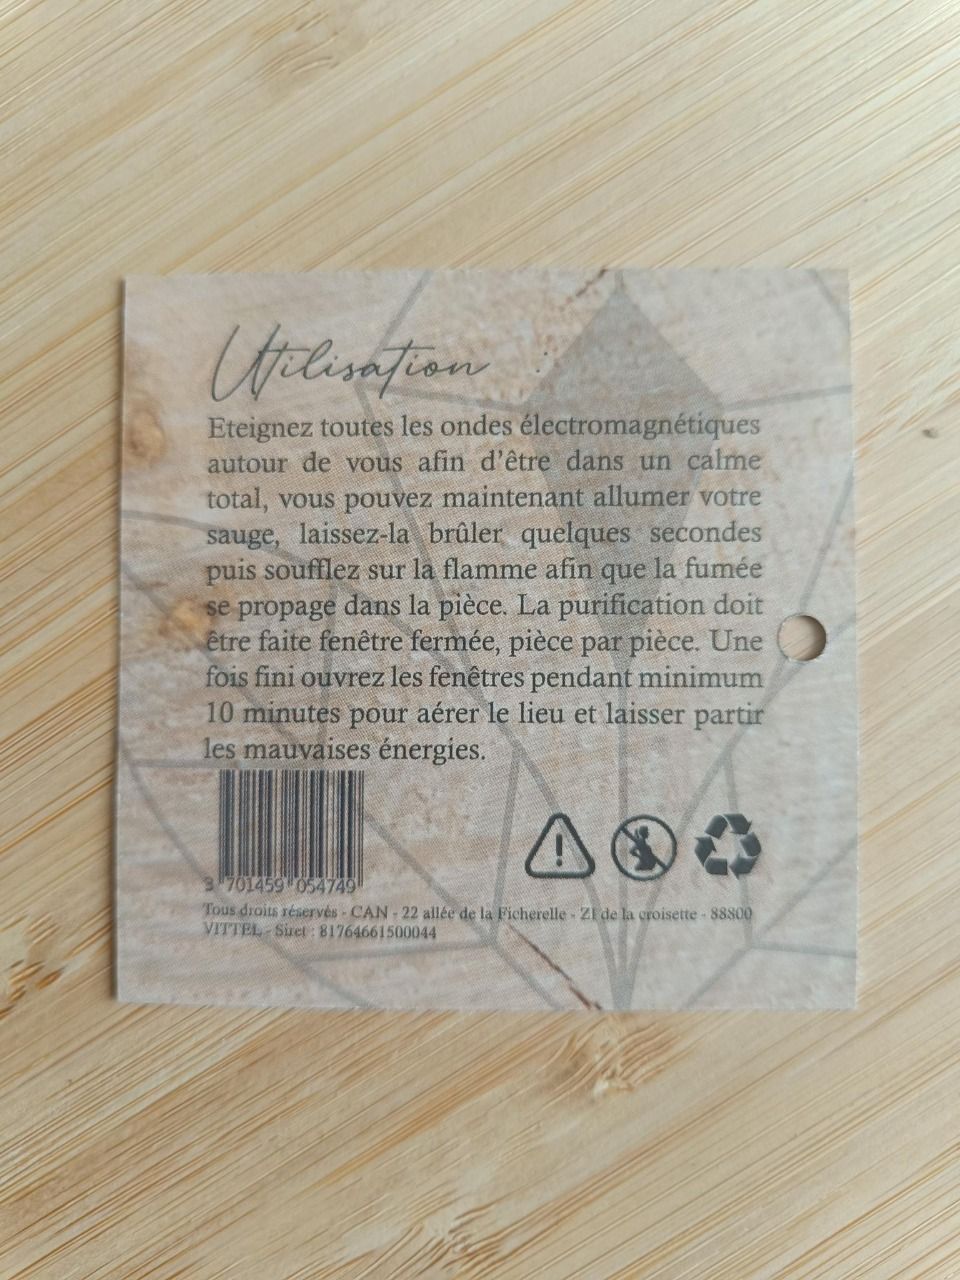 Utilisation :
Eteignez toutes les ondes électromagnétiques
autour de vous afin d'être dans un calme
total, vous pouvez maintenant allumer votre
sauge, laissez-la brûler quelques secondes
puis soufflez sur la flamme afin que la fumée
se propage dans la pièce. La purification doit
être faite fenêtre fermée, pièce par pièce. Une
fois fini ouvrez les fenêtres pendant minimum
10 minutes pour aérer le lieu et laisser partir
les mauvaises énergies.
3 701459 054749
Tous droits réservés - CAN - 22 allée de la Ficherelle - ZI de la croisette - 88800
VITTEL - Siret : 81764661500044